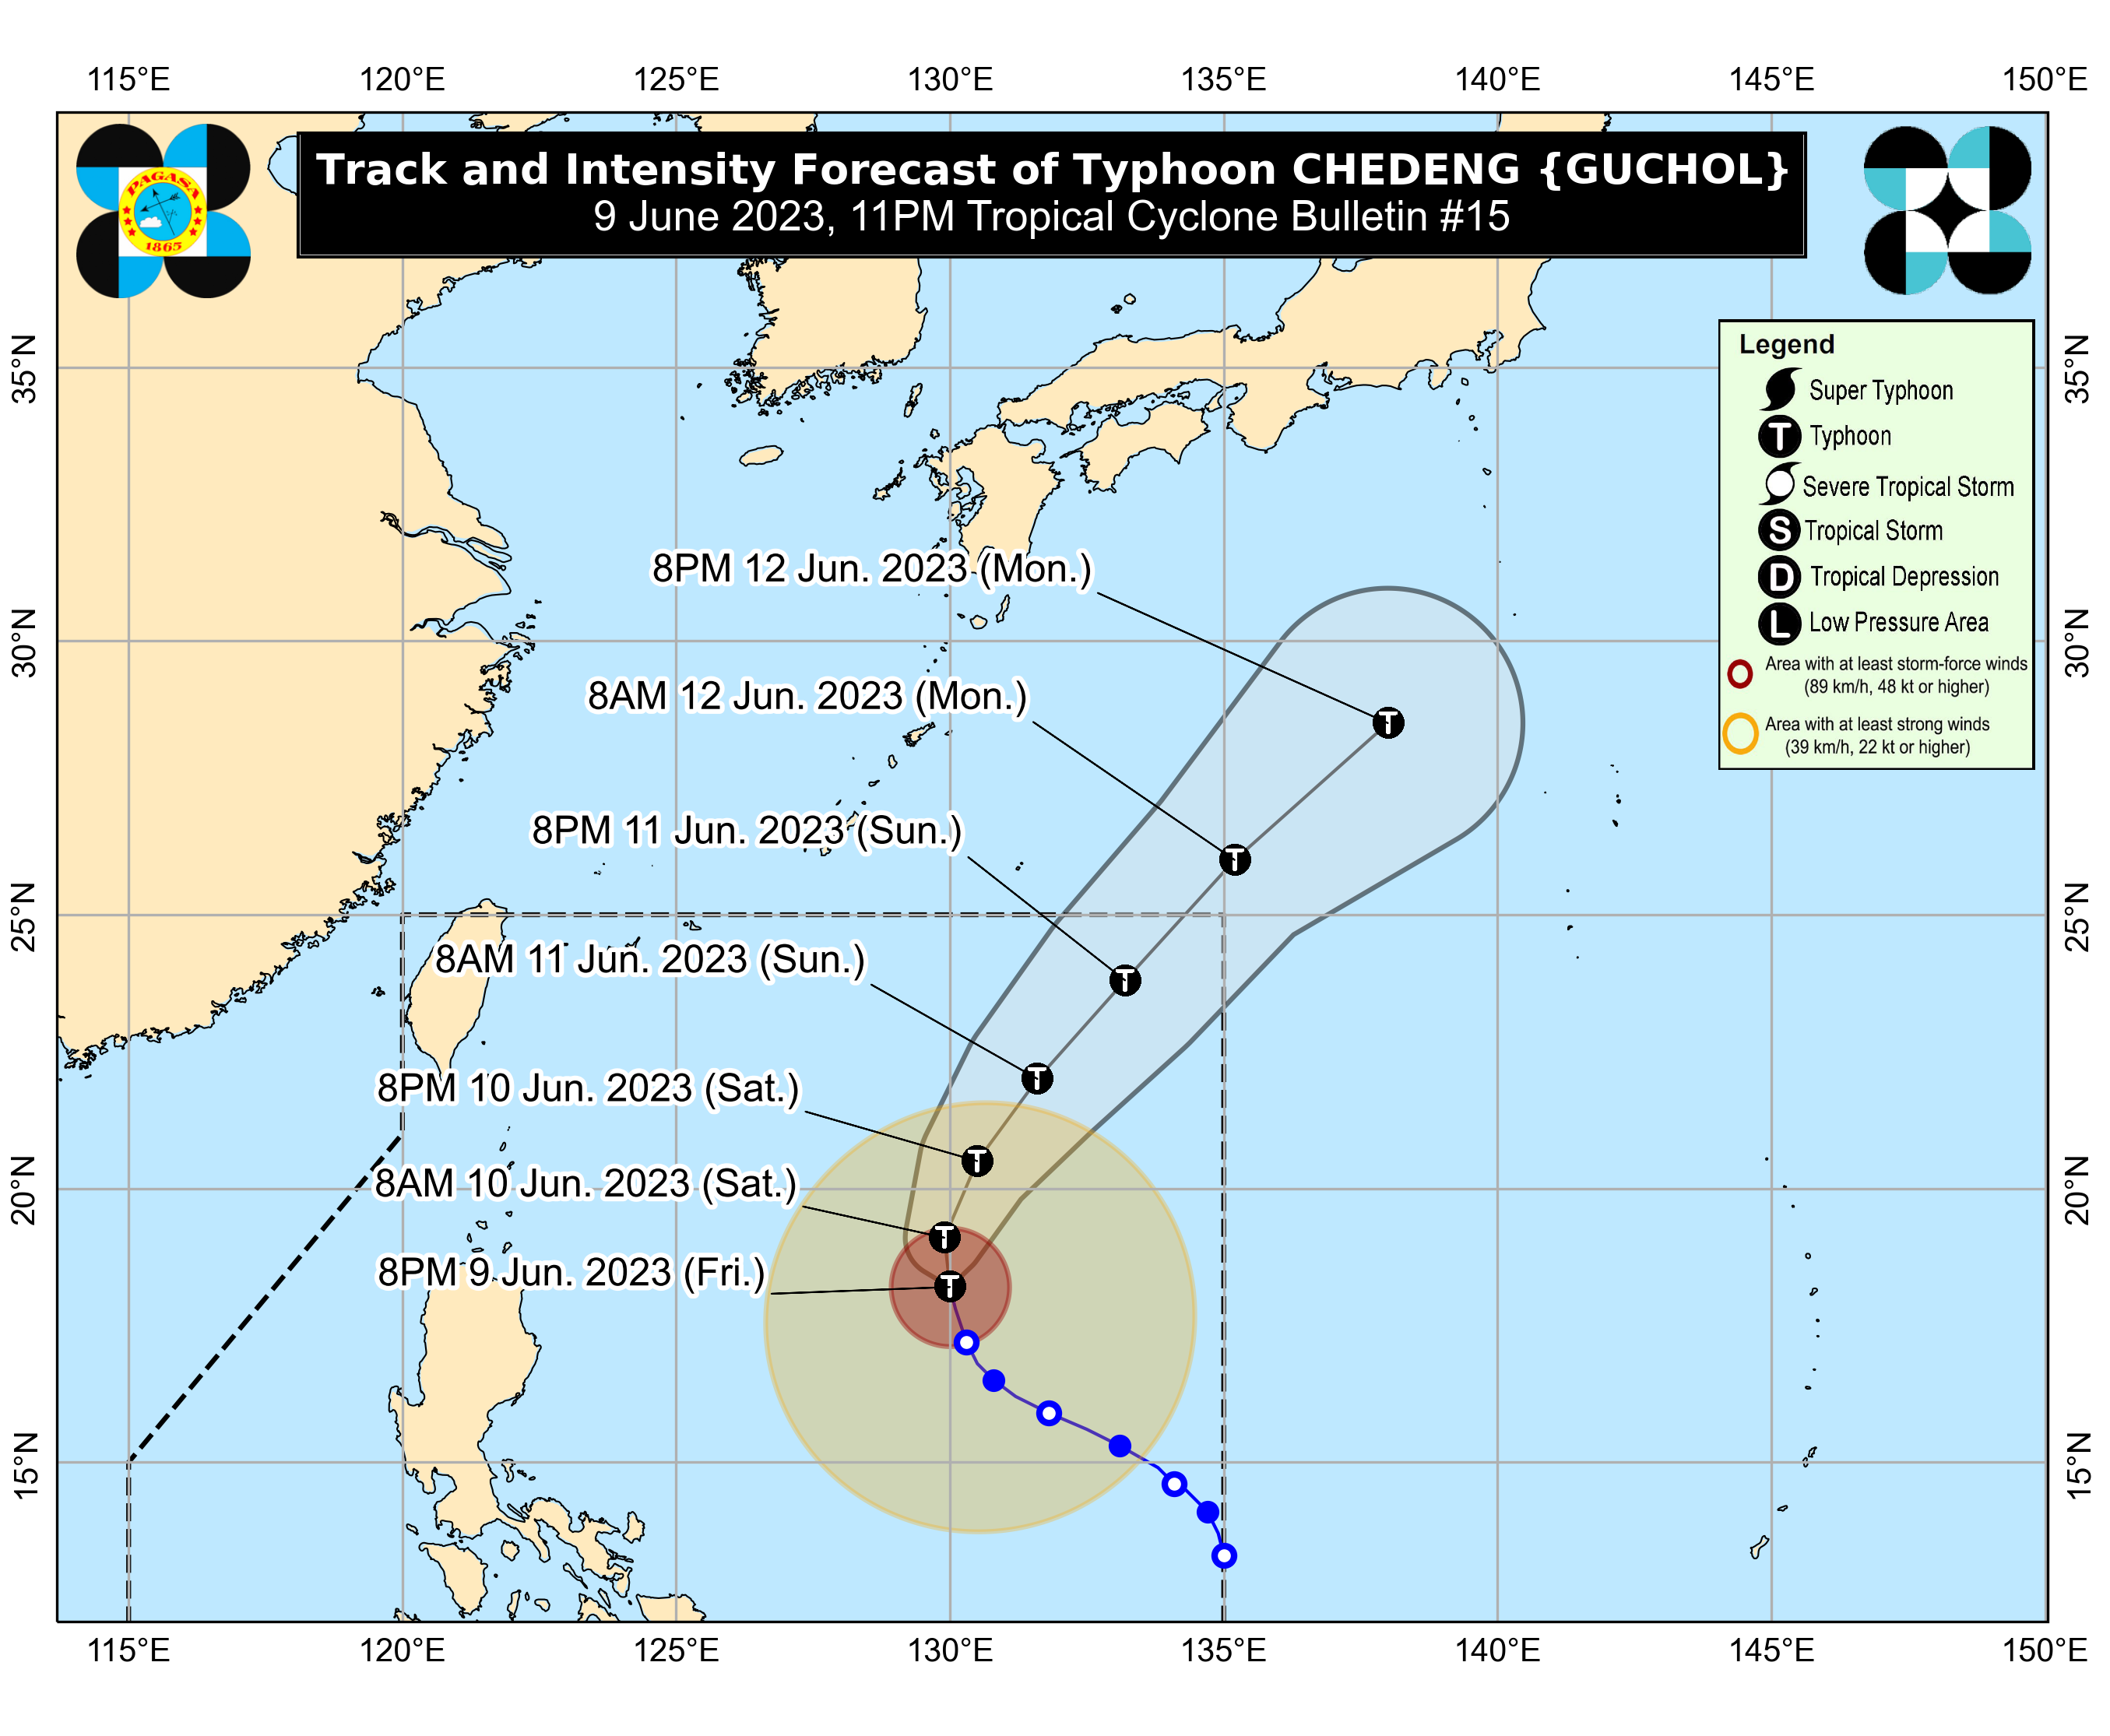 115°E 120°E 125°E 130°E 135°E 140°E 145°E 150°E
PAGASA
1865
Track and Intensity Forecast of Typhoon CHEDENG {GUCHOL}
9 June 2023, 11PM Tropical Cyclone Bulletin #15
35°N 35°N
Legend
Super Typhoon
T Typhoon
Severe Tropical Storm
S Tropical Storm
D Tropical Depression
L Low Pressure Area
Area with at least storm-force winds
(89 km/h, 48 kt or higher)
Area with at least strong winds
(39 km/h, 22 kt or higher)
8PM 12 Jun. 2023 (Mon.)
30°N 30°N
8AM 12 Jun. 2023 (Mon.)
T
8PM 11 Jun. 2023 (Sun.)
T
25°N 25°N
8AM 11 Jun. 2023 (Sun.)
T
T
8PM 10 Jun. 2023 (Sat.)
T
20°N 20°N
8AM 10 Jun. 2023 (Sat.)
T
8PM 9 Jun. 2023 (Fri.)
T
15°N 15°N
115°E 120°E 125°E 130°E 135°E 140°E 145°E 150°E